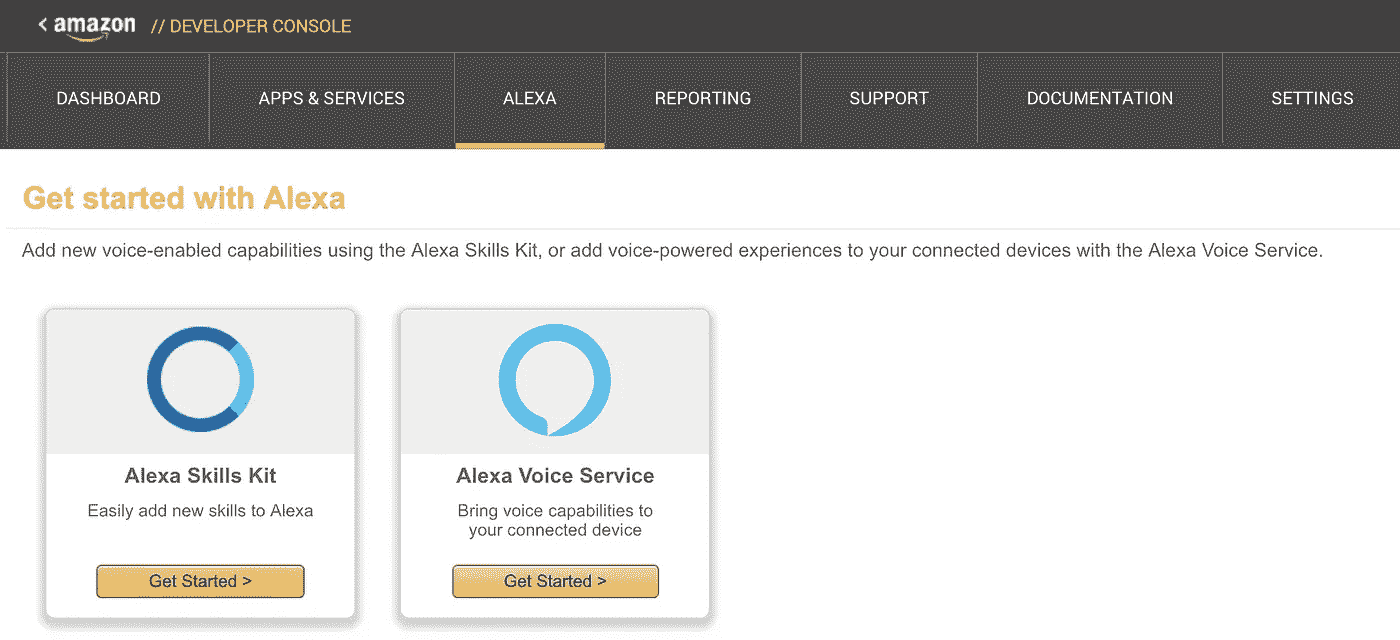 < amazon // DEVELOPER CONSOLE
DASHBOARD APPS & SERVICES ALEXA REPORTING SUPPORT DOCUMENTATION SETTINGS
Get started with Alexa
Add new voice-enabled capabilities using the Alexa Skills Kit, or add voice-powered experiences to your connected devices with the Alexa Voice Service.
Alexa Skills Kit
Easily add new skills to Alexa
Get Started >
Alexa Voice Service
Bring voice capabilities to
your connected device
Get Started >